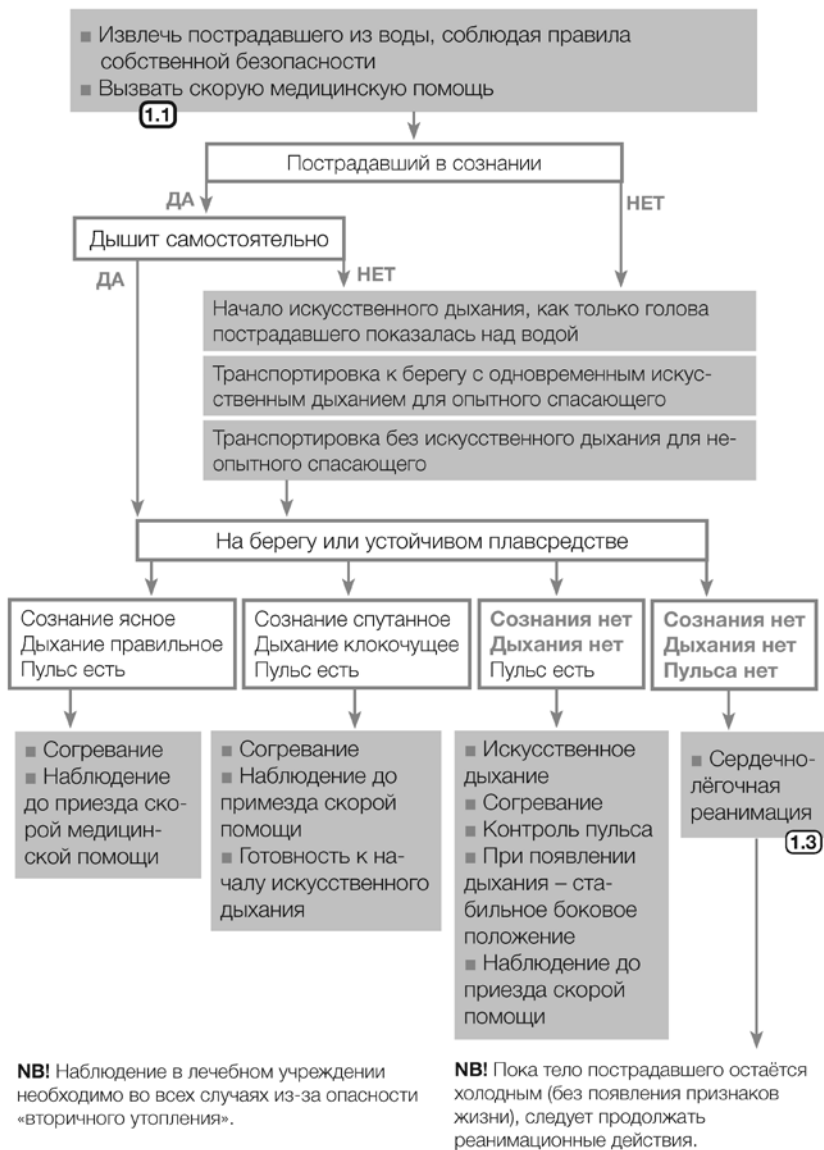 ■ Извлечь пострадавшего из воды, соблюдая правила
собственной безопасности
■ Вызвать скорую медицинскую помощь
1.1
Пострадавший в сознании
ДА
НЕТ
Дышит самостоятельно
ДА
НЕТ
Начало искусственного дыхания, как только голова
пострадавшего показалась над водой
Транспортировка к берегу с одновременным искус-
ственным дыханием для опытного спасающего
Транспортировка без искусственного дыхания для не-
опытного спасающего
На берегу или устойчивом плавсредстве
Сознание ясное
Дыхание правильное
Пульс есть
Сознание спутанное
Дыхание клокочущее
Пульс есть
Сознания нет
Дыхания нет
Пульс есть
Сознания нет
Дыхания нет
Пульса нет
■ Согревание
■ Наблюдение
до приезда ско-
рой медицин-
ской помощи
■ Согревание
■ Наблюдение до
примезда скорой
помощи
■ Готовность к на-
чалу искусственного
дыхания
■ Искусственное
дыхание
■ Согревание
■ Контроль пульса
■ При появлении
дыхания – ста-
бильное боковое
положение
■ Наблюдение до
приезда скорой
помощи
■ Сердечно-
лёгочная
реанимация
1.3
NB! Наблюдение в лечебном учреждении
необходимо во всех случаях из-за опасности
«вторичного утопления».
NB! Пока тело пострадавшего остаётся
холодным (без появления признаков
жизни), следует продолжать
реанимационные действия.